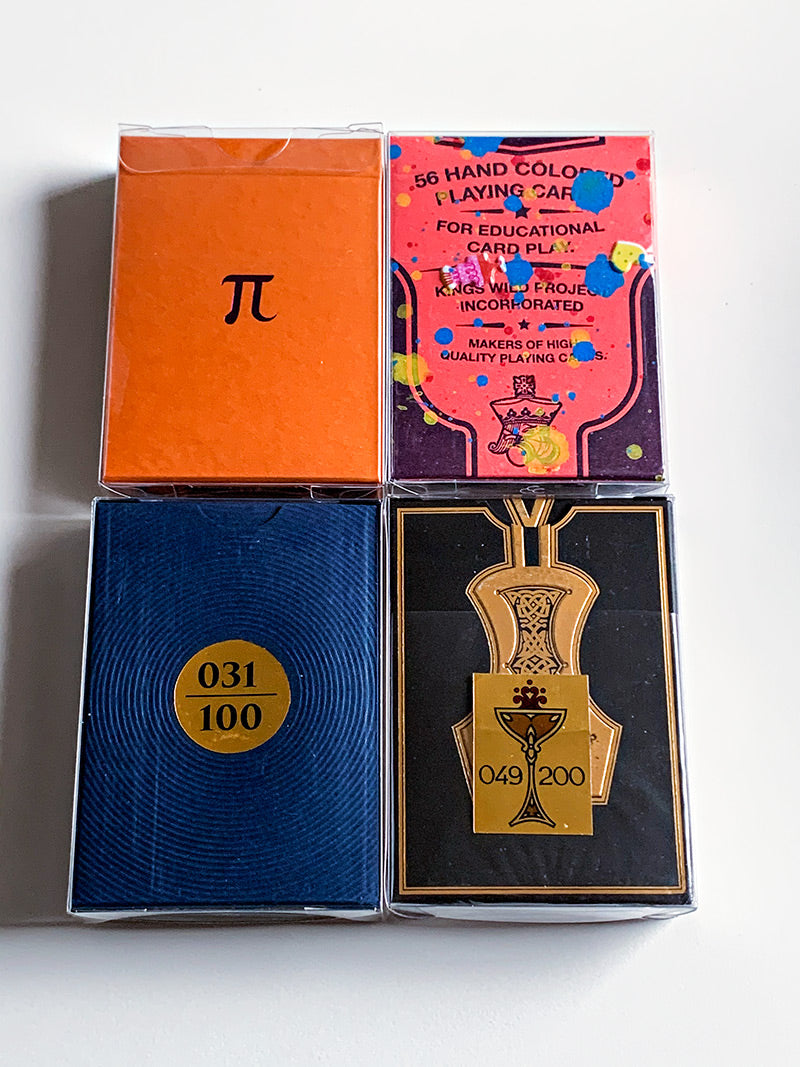 π
56 HAND COLORED
PLAYING CARDS
FOR EDUCATIONAL
CARD PLAY.
KINGS WILD PROJECT
INCORPORATED
MAKERS OF HIGH
QUALITY PLAYING CARDS.
031
100
049 200